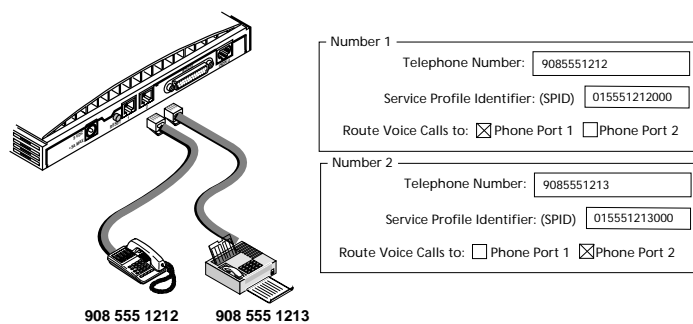 Number 1
Telephone Number: 9085551212
Service Profile Identifier: (SPID) 015551212000
Route Voice Calls to: Phone Port 1 Phone Port 2
Number 2
Telephone Number: 9085551213
Service Profile Identifier: (SPID) 015551213000
Route Voice Calls to: Phone Port 1 Phone Port 2
908 555 1212 908 555 1213